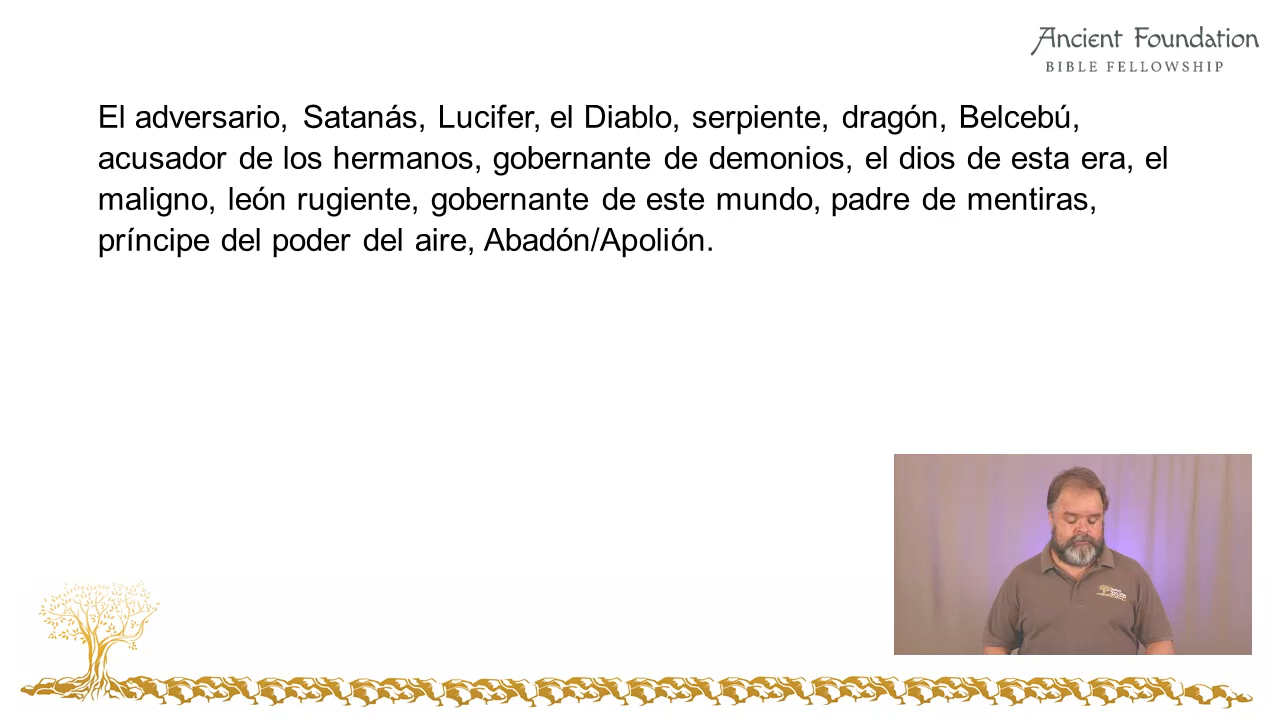 Ancient Foundation
BIBLE FELLOWSHIP
El adversario, Satanás, Lucifer, el Diablo, serpiente, dragón, Belcebú,
acusador de los hermanos, gobernante de demonios, el dios de esta era, el
maligno, león rugiente, gobernante de este mundo, padre de mentiras,
príncipe del poder del aire, Abadón/Apolión.